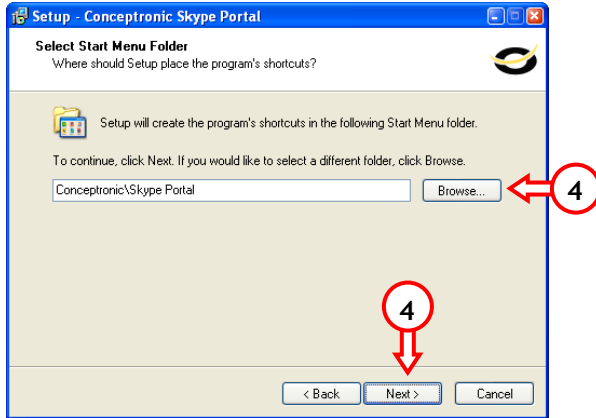 Setup - Conceptronic Skype Portal
Select Start Menu Folder
Where should Setup place the program's shortcuts?
Setup will create the program's shortcuts in the following Start Menu folder.
To continue, click Next. If you would like to select a different folder, click Browse.
Conceptronic\Skype Portal
Browse...
4
4
< Back
Next >
Cancel